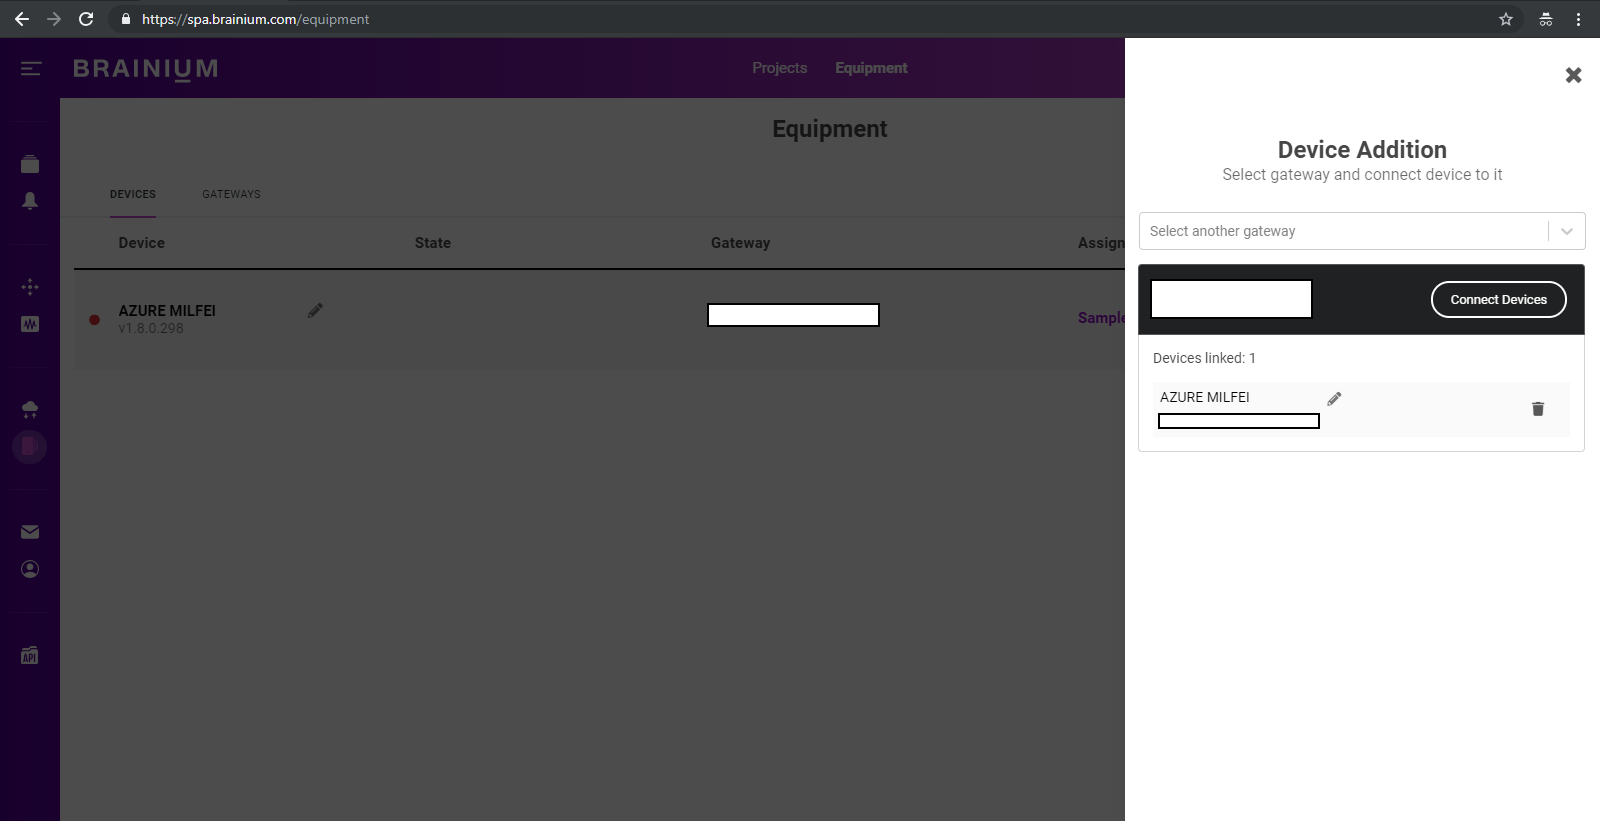 https://spa.brainium.com/equipment
BRAINIUM
Projects
Equipment
Equipment
DEVICES
GATEWAYS
Device
State
Gateway
Assign
AZURE MILFEI
v1.8.0.298
Sample
API
Device Addition
Select gateway and connect device to it
Select another gateway
Connect Devices
Devices linked: 1
AZURE MILFEI